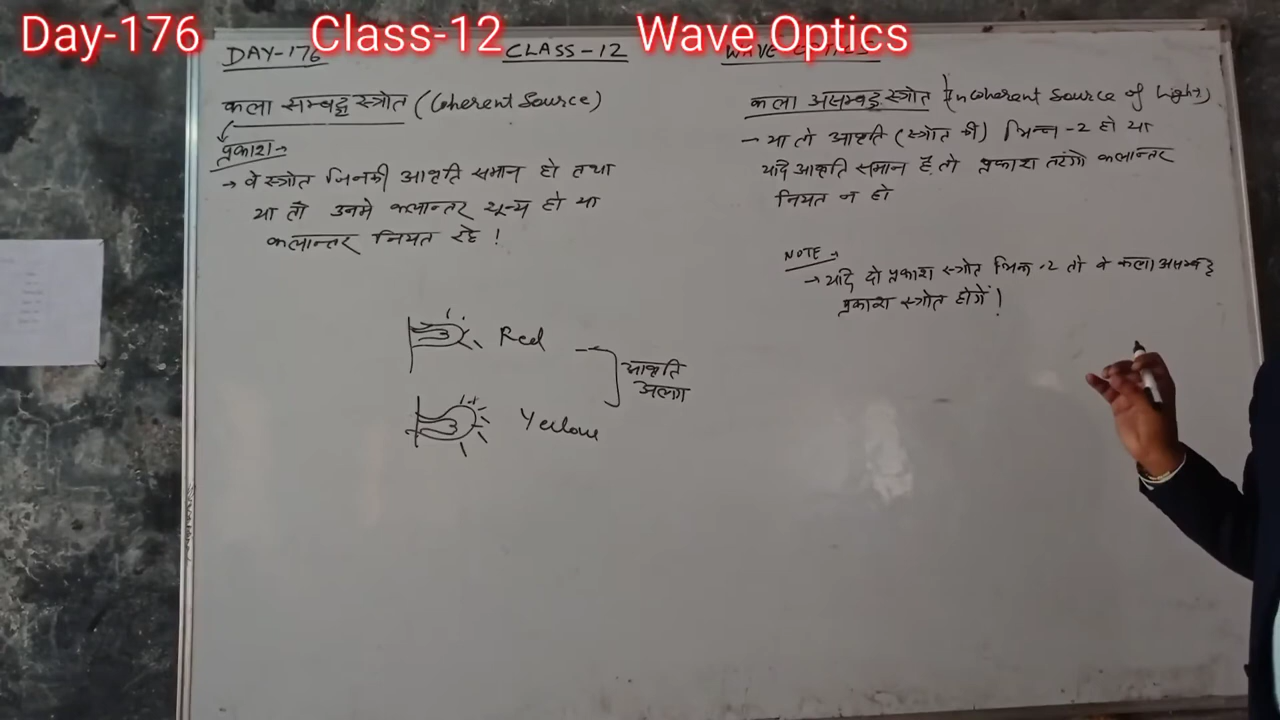 Day-176 Class-12 Wave Optics
DAY-176 CLASS-12 WAVE OPTICS
कला सम्बद्ध स्त्रोत (Coherent Source)
प्रकाश→
→ वे स्त्रोत जिनकी आवृति समान हो तथा
या तो उनमे कलान्तर शून्य हो या
कलान्तर नियत रहे !
Red
Yellow
आवृति
अलग
कला असम्बद्ध स्त्रोत (Incoherent Source of Light)
→ या तो आवृति (स्त्रोत की) भिन्न-2 हो या
यदि आवृति समान है तो प्रकाश तरंगो कलान्तर
नियत न हो
NOTE→
→ यदि दो प्रकाश स्त्रोत भिन्न-2 तो वे कला असम्बद्ध
प्रकाश स्त्रोत होगें !